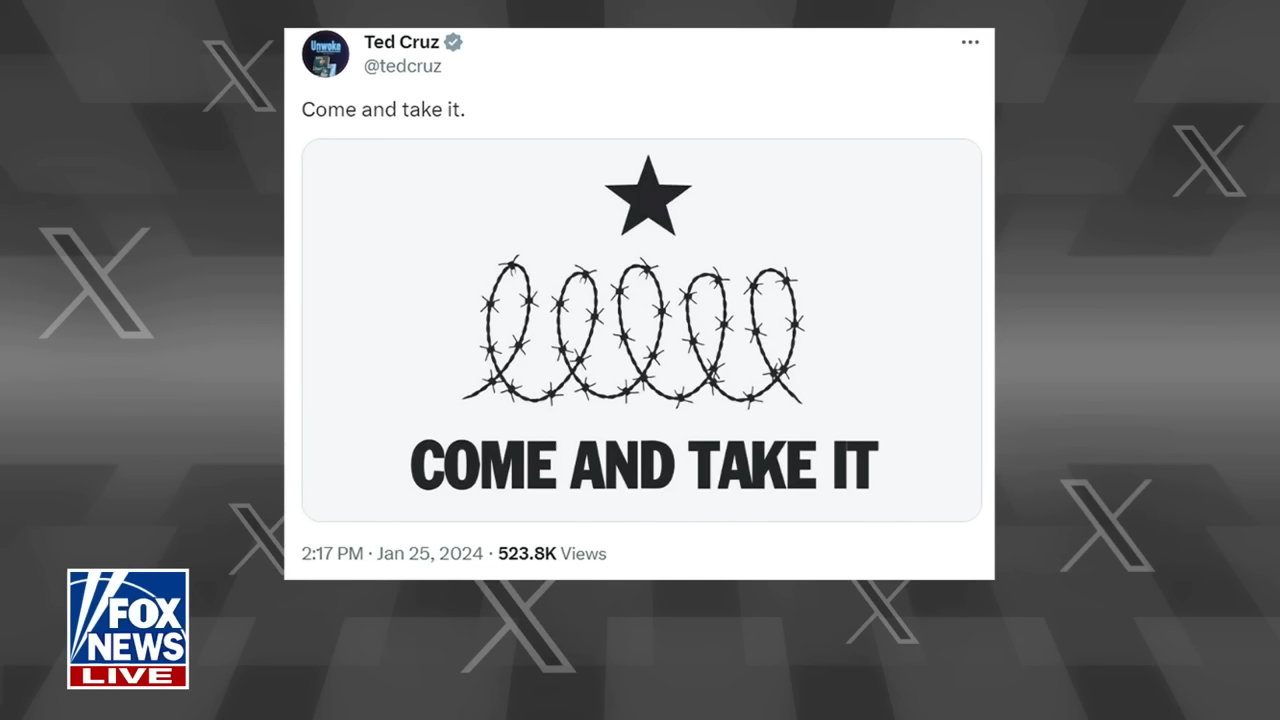 Unwoke
Ted Cruz
@tedcruz
Come and take it.
COME AND TAKE IT
2:17 PM · Jan 25, 2024 · 523.8K Views
FOX
NEWS
LIVE